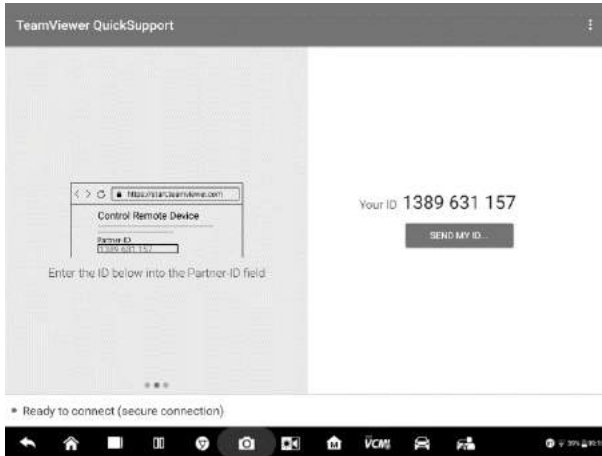 TeamViewer QuickSupport
https://start.teamviewer.com
Control Remote Device
Partner-ID
1389 631 157
Enter the ID below into the Partner-ID field
Your ID 1389 631 157
SEND MY ID...
Ready to connect (secure connection)
VCMI
39%